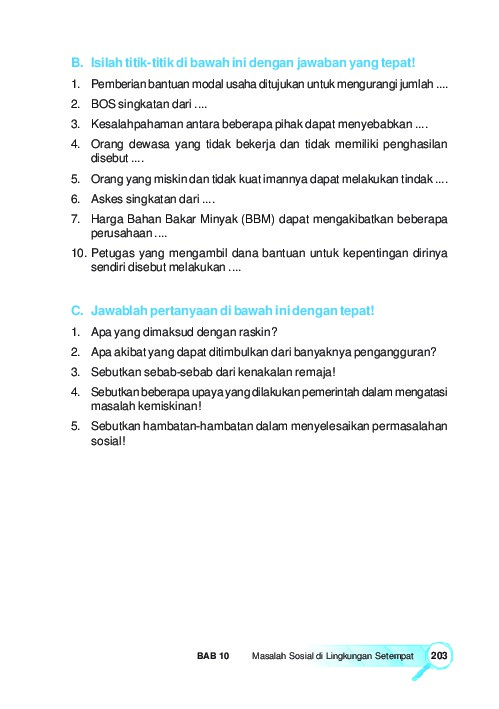 B. Isilah titik-titik di bawah ini dengan jawaban yang tepat!
1. Pemberian bantuan modal usaha ditujukan untuk mengurangi jumlah ....
2. BOS singkatan dari ....
3. Kesalahpahaman antara beberapa pihak dapat menyebabkan ....
4. Orang dewasa yang tidak bekerja dan tidak memiliki penghasilan
disebut ....
5. Orang yang miskin dan tidak kuat imannya dapat melakukan tindak ....
6. Askes singkatan dari ....
7. Harga Bahan Bakar Minyak (BBM) dapat mengakibatkan beberapa
perusahaan ....
10. Petugas yang mengambil dana bantuan untuk kepentingan dirinya
sendiri disebut melakukan ....
C. Jawablah pertanyaan di bawah ini dengan tepat!
1. Apa yang dimaksud dengan raskin?
2. Apa akibat yang dapat ditimbulkan dari banyaknya pengangguran?
3. Sebutkan sebab-sebab dari kenakalan remaja!
4. Sebutkan beberapa upaya yang dilakukan pemerintah dalam mengatasi
masalah kemiskinan!
5. Sebutkan hambatan-hambatan dalam menyelesaikan permasalahan
sosial!
BAB 10 Masalah Sosial di Lingkungan Setempat 203